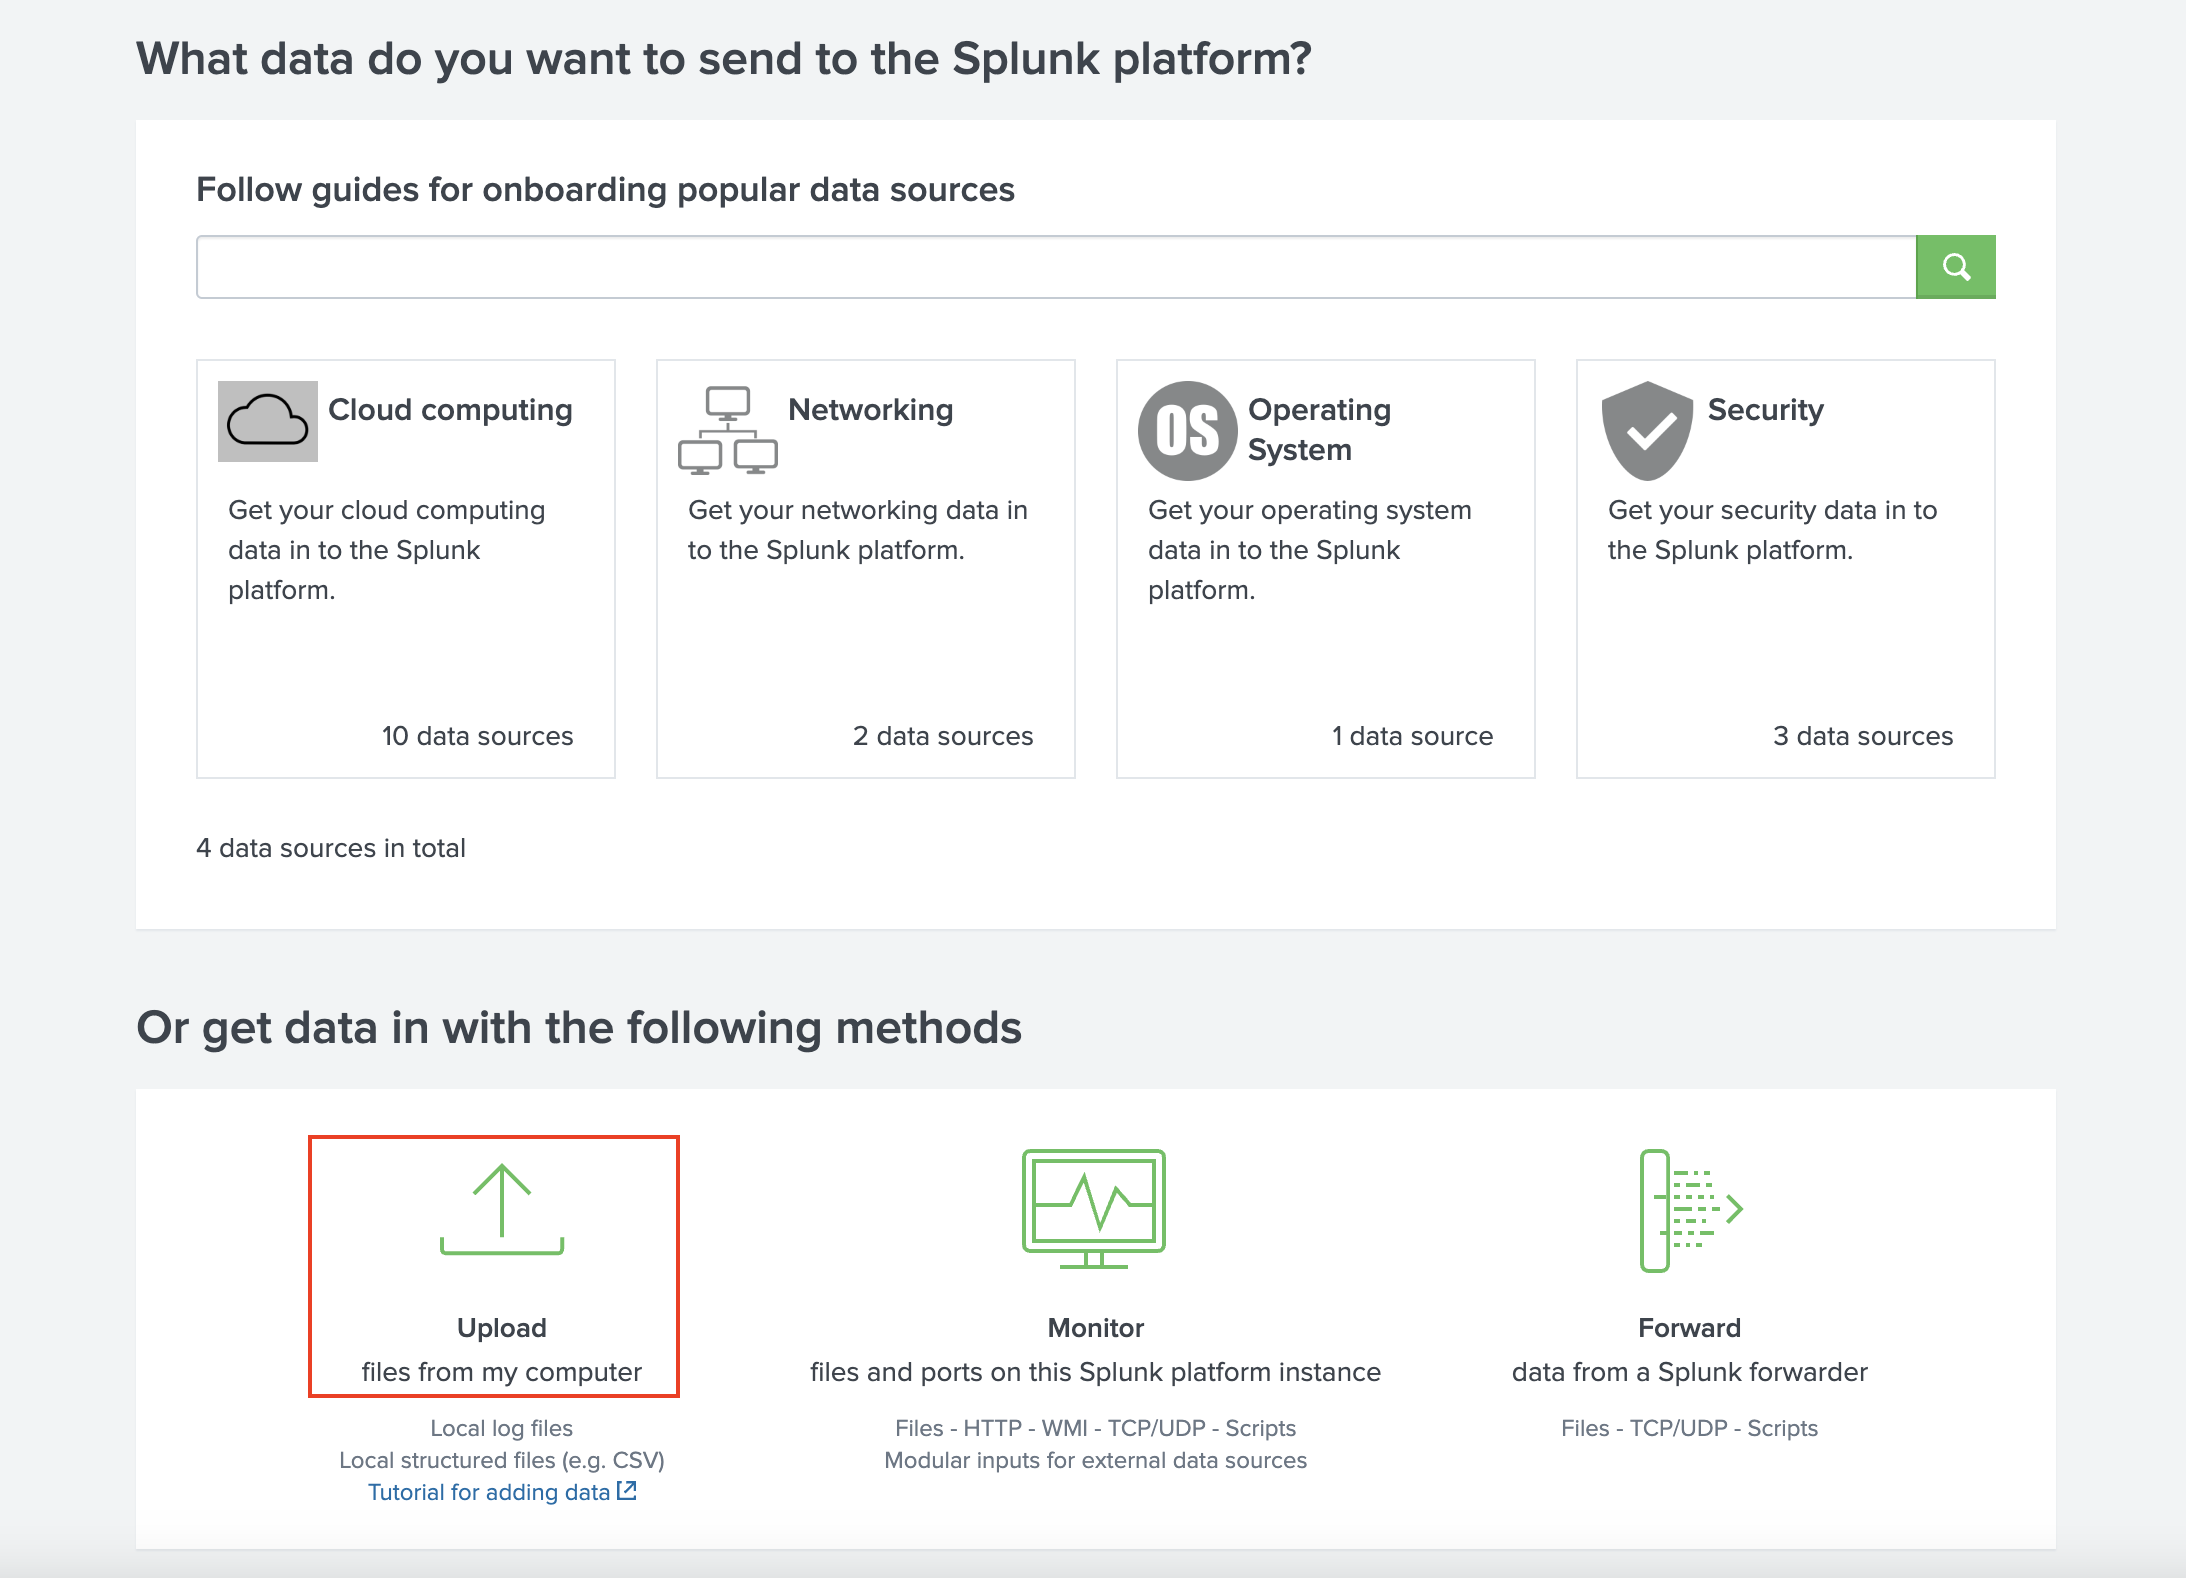 What data do you want to send to the Splunk platform?
Follow guides for onboarding popular data sources
Cloud computing
Get your cloud computing
data in to the Splunk
platform.
10 data sources
Networking
Get your networking data in
to the Splunk platform.
2 data sources
OS
Operating
System
Get your operating system
data in to the Splunk
platform.
1 data source
Security
Get your security data in to
the Splunk platform.
3 data sources
4 data sources in total
Or get data in with the following methods
Upload
files from my computer
Local log files
Local structured files (e.g. CSV)
Tutorial for adding data
Monitor
files and ports on this Splunk platform instance
Files - HTTP - WMI - TCP/UDP - Scripts
Modular inputs for external data sources
Forward
data from a Splunk forwarder
Files - TCP/UDP - Scripts